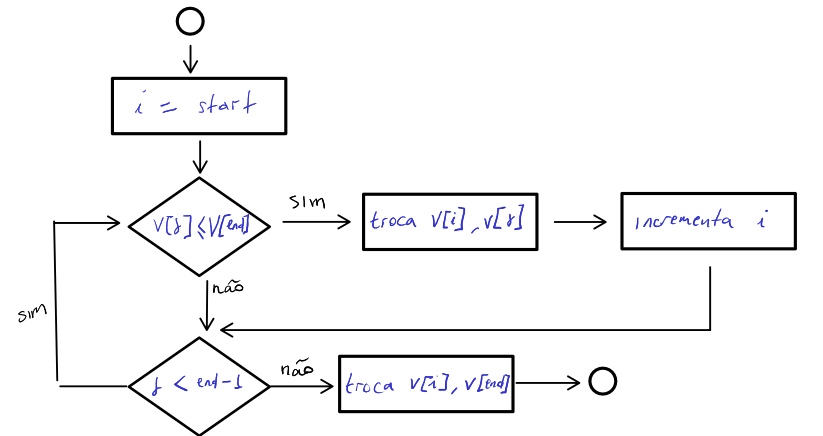 i = start
V[j] ≤ V[end]
sim
troca V[i], v[j]
incrementa i
não
sim
j < end-1
não
troca v[i], v[end]